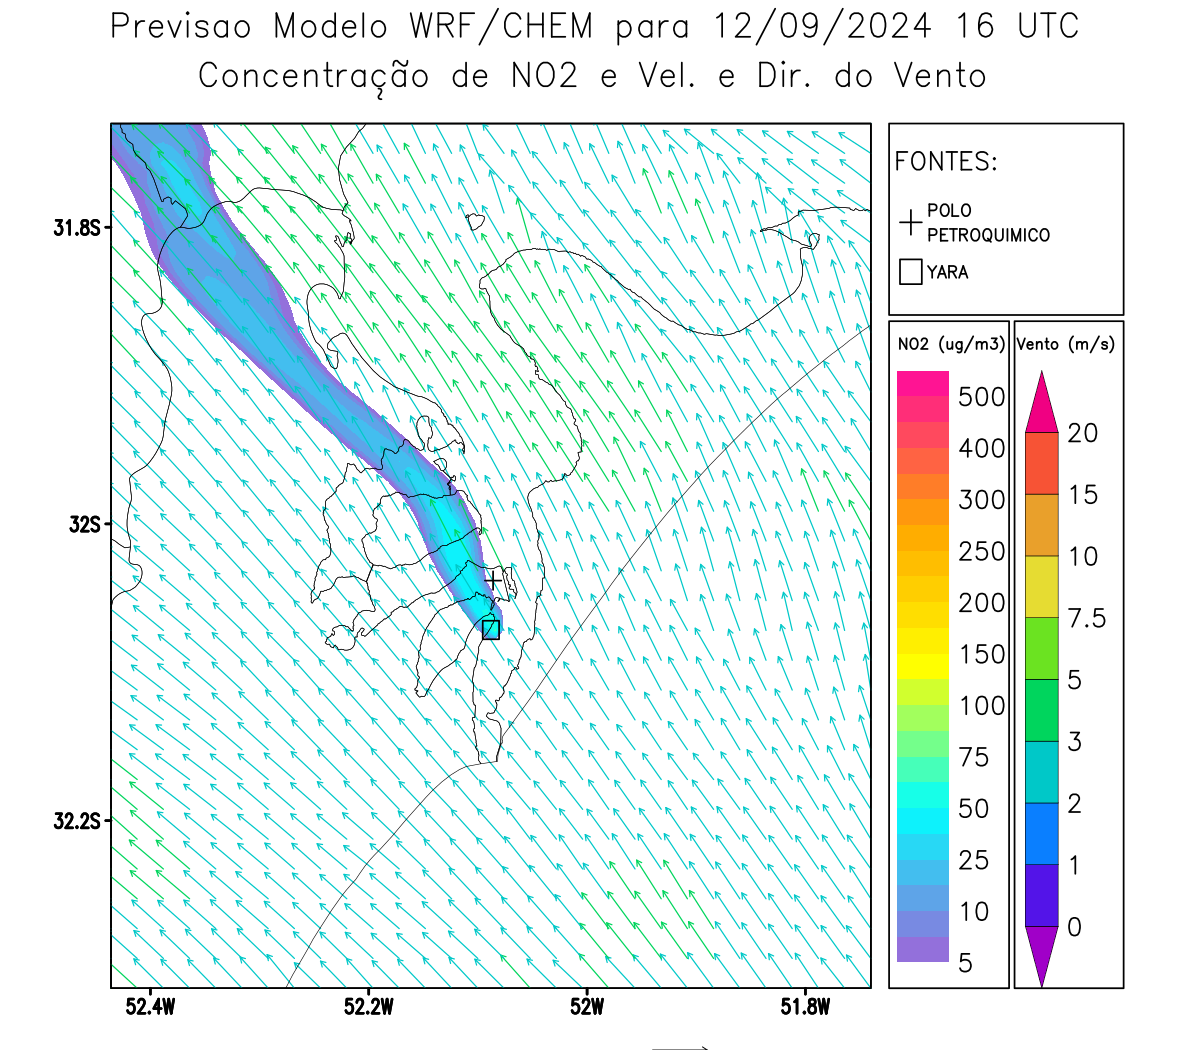 Previsao Modelo WRF/CHEM para 12/09/2024 16 UTC
Concentração de NO2 e Vel. e Dir. do Vento
FONTES:
POLO
PETROQUIMICO
YARA
NO2 (ug/m3)
500
400
300
250
200
150
100
75
50
25
10
5
Vento (m/s)
20
15
10
7.5
5
3
2
1
0
31.8S
32S
32.2S
52.4W 52.2W 52W 51.8W